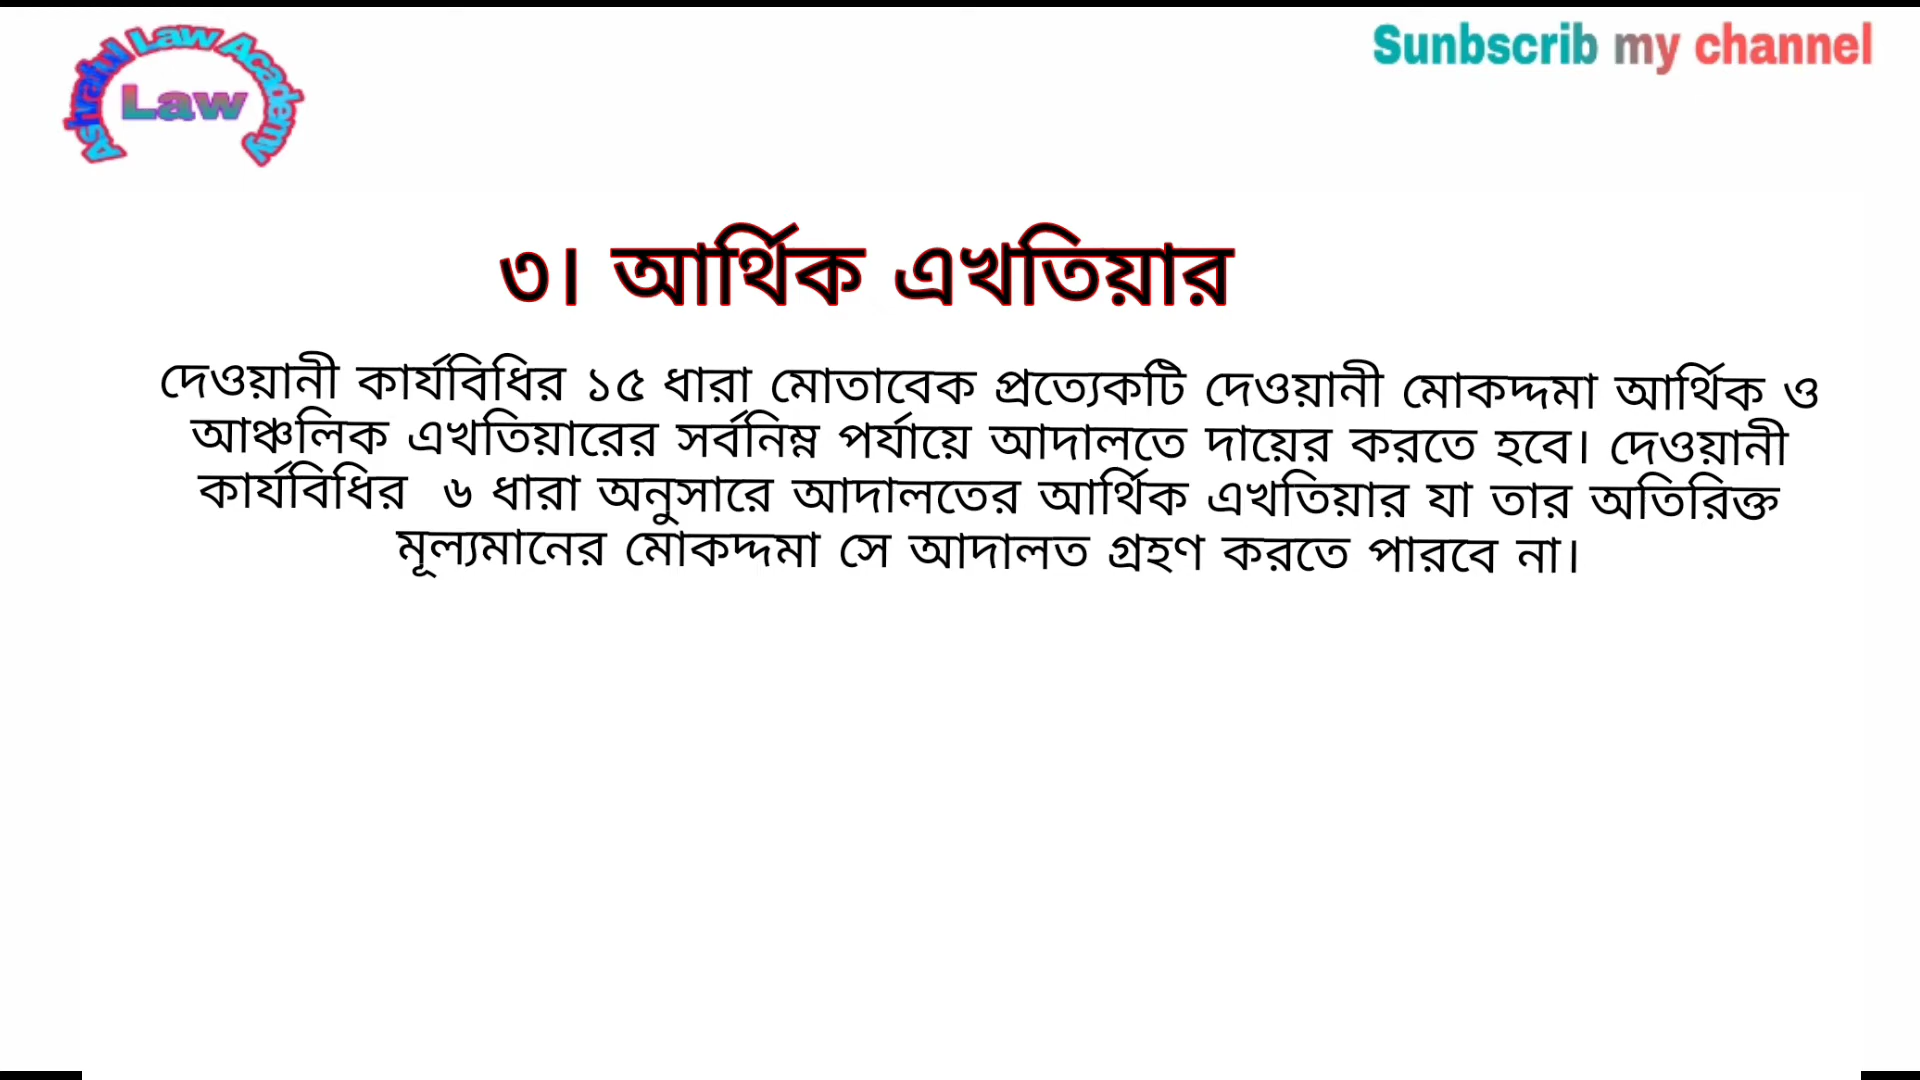 Ashraful Law Academy
Law
Sunbscrib my channel
৩। আর্থিক এখতিয়ার
দেওয়ানী কার্যবিধির ১৫ ধারা মোতাবেক প্রত্যেকটি দেওয়ানী মোকদ্দমা আর্থিক ও
আঞ্চলিক এখতিয়ারের সর্বনিম্ন পর্যায়ে আদালতে দায়ের করতে হবে। দেওয়ানী
কার্যবিধির ৬ ধারা অনুসারে আদালতের আর্থিক এখতিয়ার যা তার অতিরিক্ত
মূল্যমানের মোকদ্দমা সে আদালত গ্রহণ করতে পারবে না।